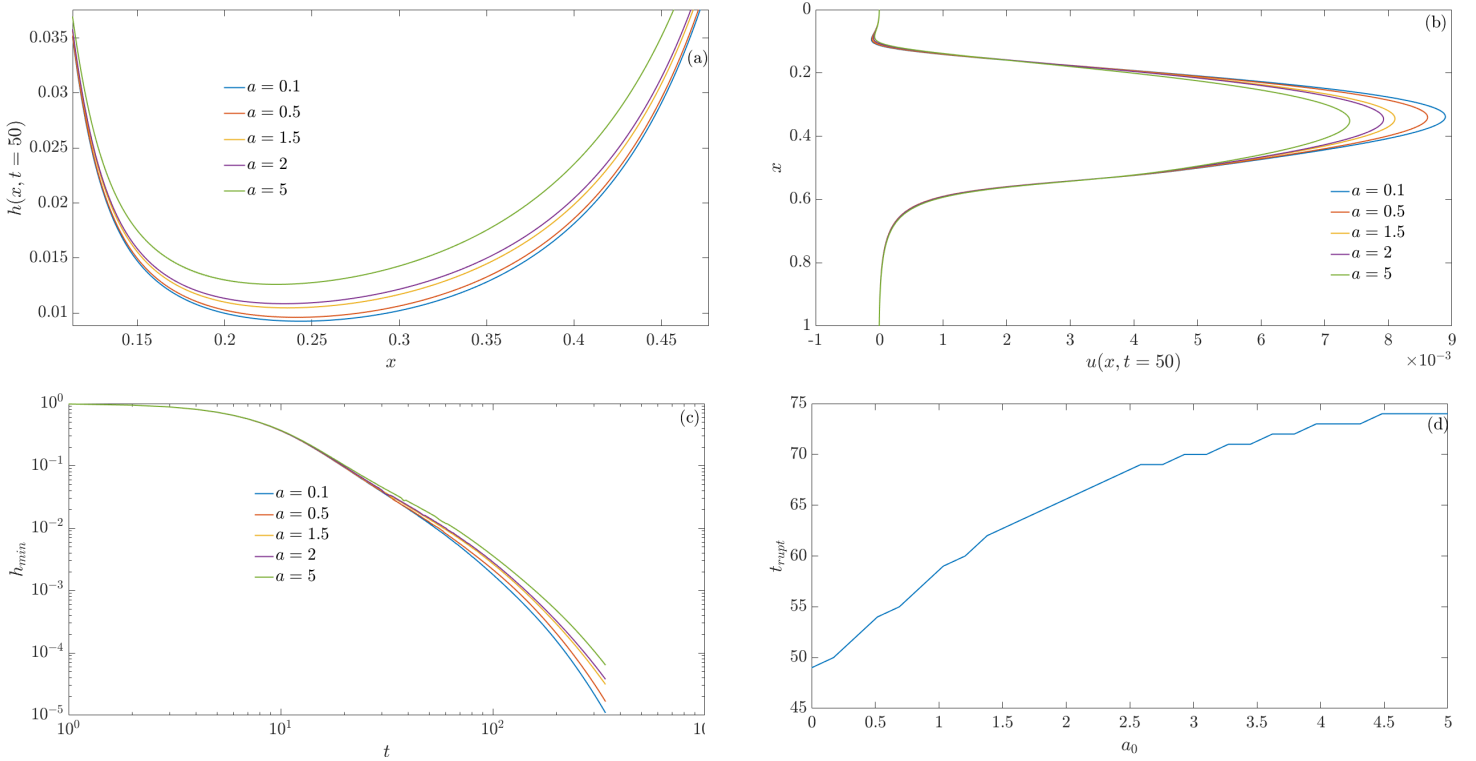 (a)
h(x, t = 50)
0.035
0.03
0.025
0.02
0.015
0.01
a = 0.1
a = 0.5
a = 1.5
a = 2
a = 5
0.15 0.2 0.25 0.3 0.35 0.4 0.45
x
(b)
x
0
0.2
0.4
0.6
0.8
1
a = 0.1
a = 0.5
a = 1.5
a = 2
a = 5
-1 0 1 2 3 4 5 6 7 8 9
u(x, t = 50)
×10⁻³
(c)
h_min
10⁰
10⁻¹
10⁻²
10⁻³
10⁻⁴
10⁻⁵
a = 0.1
a = 0.5
a = 1.5
a = 2
a = 5
10⁰ 10¹ 10² 10
t
(d)
t_rupt
75
70
65
60
55
50
45
0 0.5 1 1.5 2 2.5 3 3.5 4 4.5 5
a₀